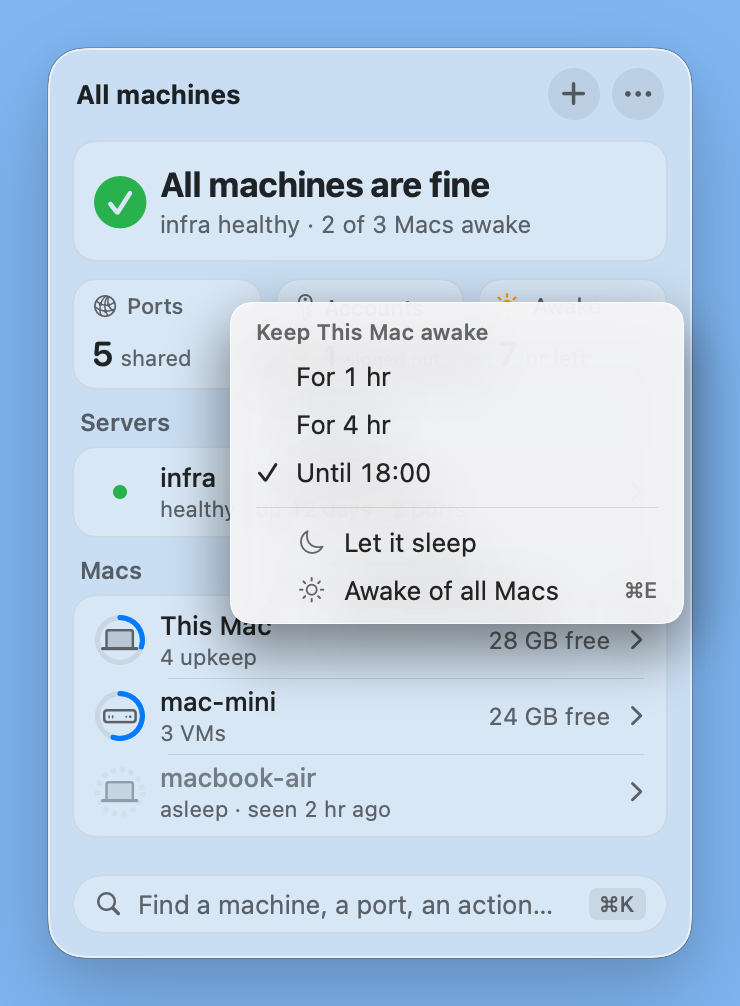 All machines
All machines are fine
infra healthy · 2 of 3 Macs awake
Ports
Accounts
Awake
5 shared
Keep This Mac awake
For 1 hr
For 4 hr
Until 18:00
Let it sleep
Awake of all Macs ⌘E
Servers
infra
healthy
Macs
This Mac
4 upkeep
28 GB free
mac-mini
3 VMs
24 GB free
macbook-air
asleep · seen 2 hr ago
Find a machine, a port, an action...
⌘K